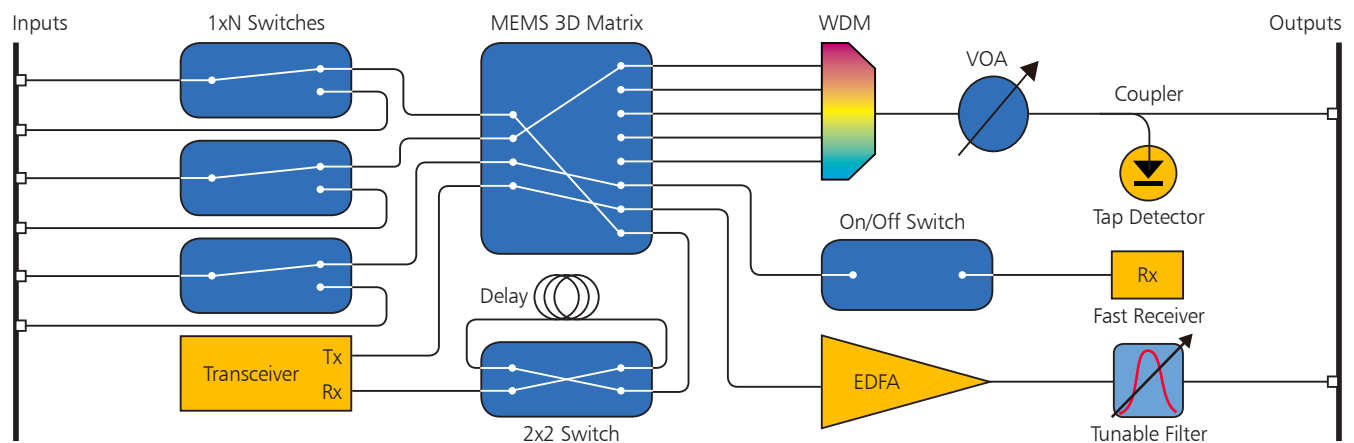 Inputs
1xN Switches
MEMS 3D Matrix
WDM
Outputs
VOA
Coupler
Tap Detector
On/Off Switch
Rx
Fast Receiver
Delay
Transceiver
Tx
Rx
2x2 Switch
EDFA
Tunable Filter